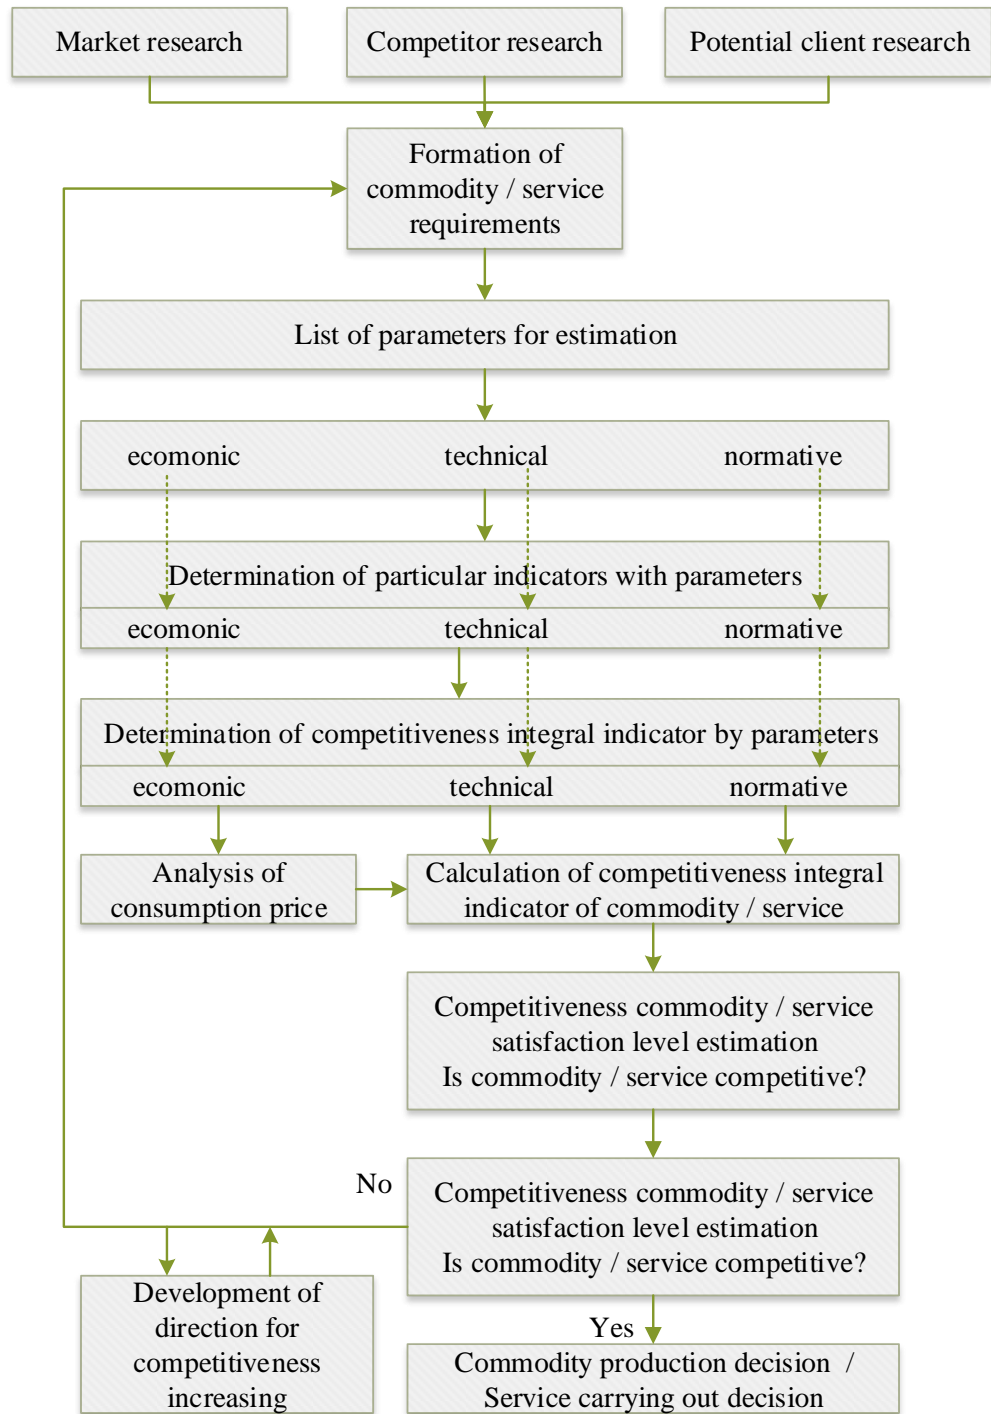 Market research
Competitor research
Potential client research
Formation of
commodity / service
requirements
List of parameters for estimation
ecomonic
technical
normative
Determination of particular indicators with parameters
ecomonic
technical
normative
Determination of competitiveness integral indicator by parameters
ecomonic
technical
normative
Analysis of
consumption price
Calculation of competitiveness integral
indicator of commodity / service
Competitiveness commodity / service
satisfaction level estimation
Is commodity / service competitive?
No
Competitiveness commodity / service
satisfaction level estimation
Is commodity / service competitive?
Development of
direction for
competitiveness
increasing
Yes
Commodity production decision /
Service carrying out decision